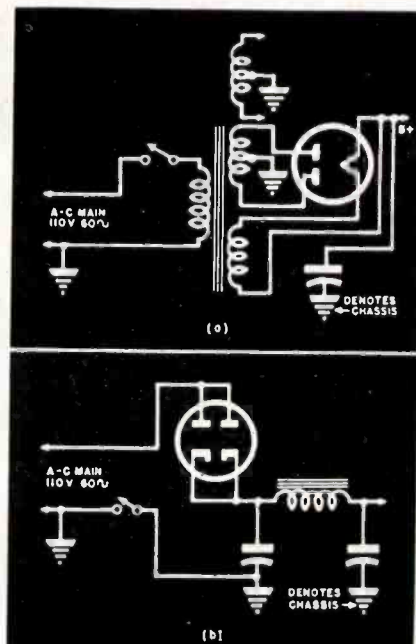 B+
A-C MAIN
110V 60∿
DENOTES
CHASSIS
(a)
A-C MAIN
110V 60∿
DENOTES
CHASSIS
(b)